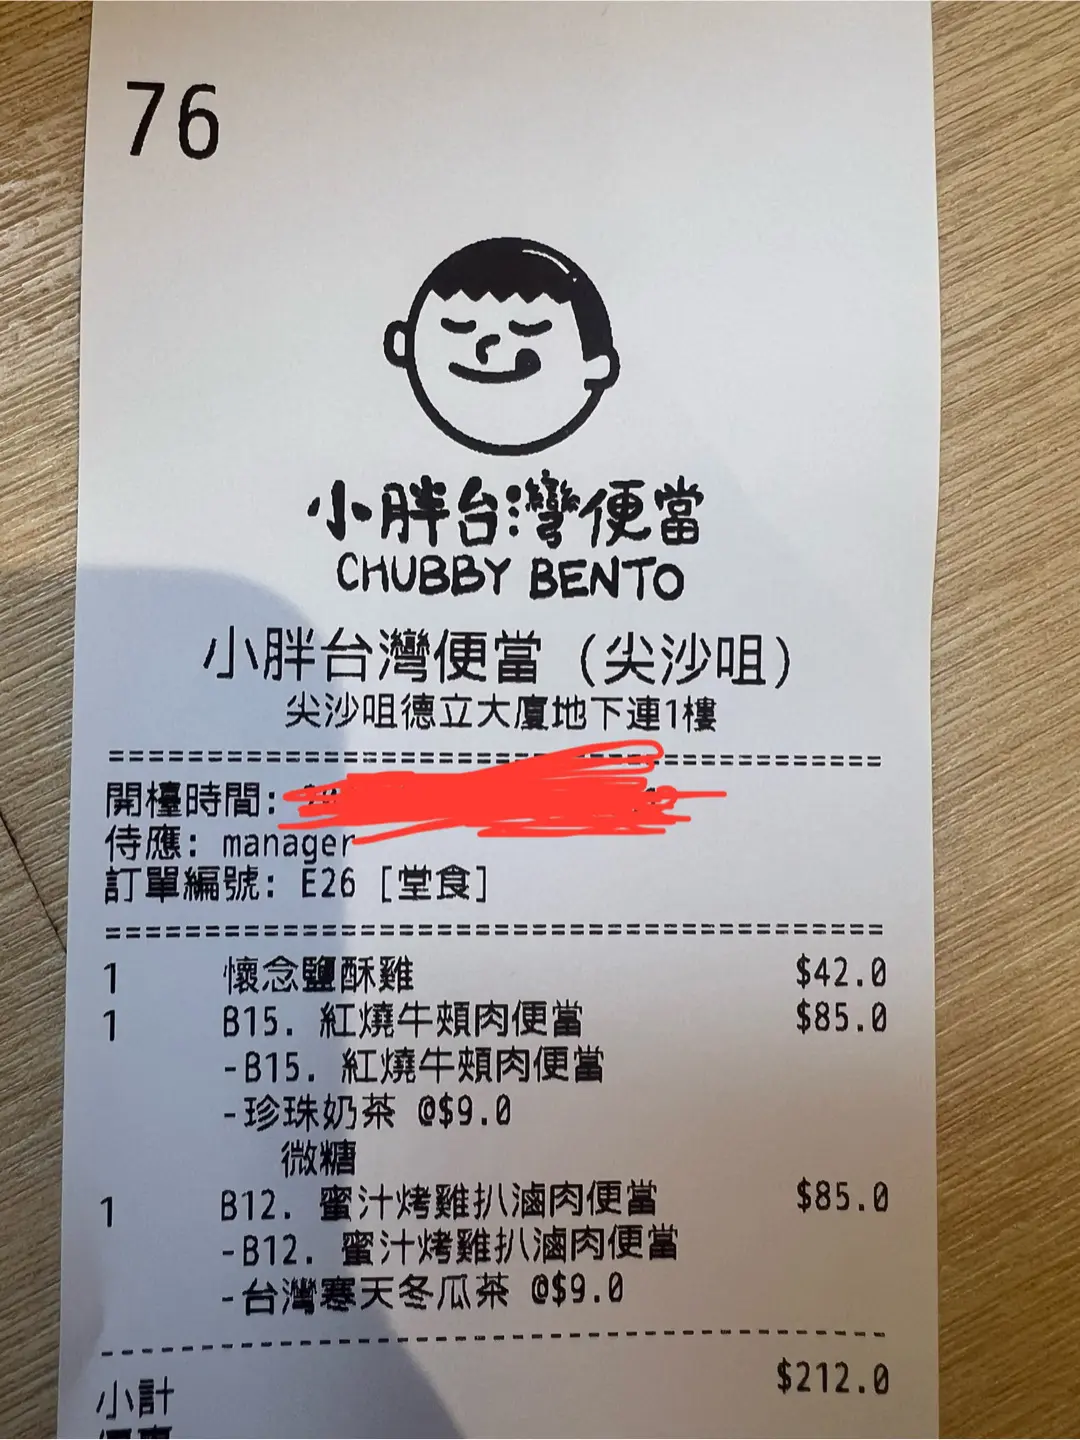 76
小胖台灣便當
CHUBBY BENTO
小胖台灣便當 (尖沙咀)
尖沙咀德立大廈地下連1樓
======================================
開檯時間:
侍應: manager
訂單編號: E26 [堂食]
======================================
1 懷念鹽酥雞 $42.0
1 B15. 紅燒牛頰肉便當 $85.0
-B15. 紅燒牛頰肉便當
-珍珠奶茶 @$9.0
微糖
1 B12. 蜜汁烤雞扒滷肉便當 $85.0
-B12. 蜜汁烤雞扒滷肉便當
-台灣寒天冬瓜茶 @$9.0
--------------------------------------
小計 $212.0